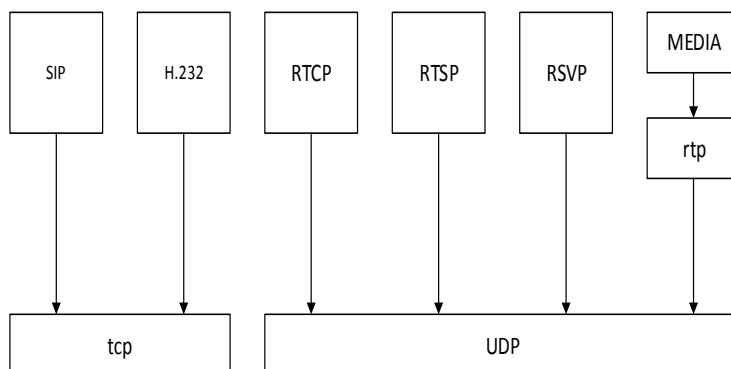 SIP
H.232
RTCP
RTSP
RSVP
MEDIA
rtp
tcp
UDP